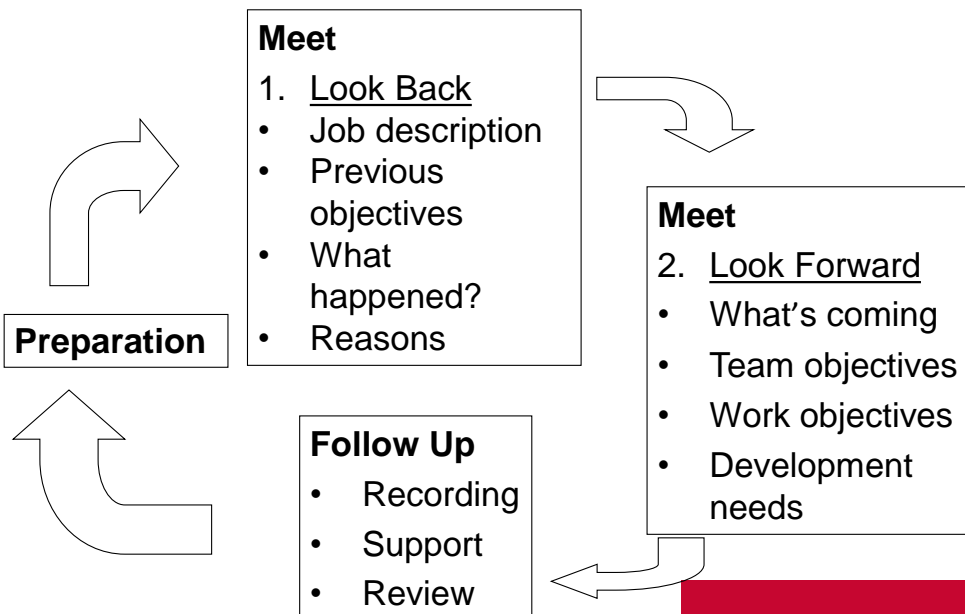 Meet
1. Look Back
• Job description
• Previous
objectives
• What
happened?
• Reasons
Meet
2. Look Forward
• What’s coming
• Team objectives
• Work objectives
• Development
needs
Follow Up
• Recording
• Support
• Review
Preparation